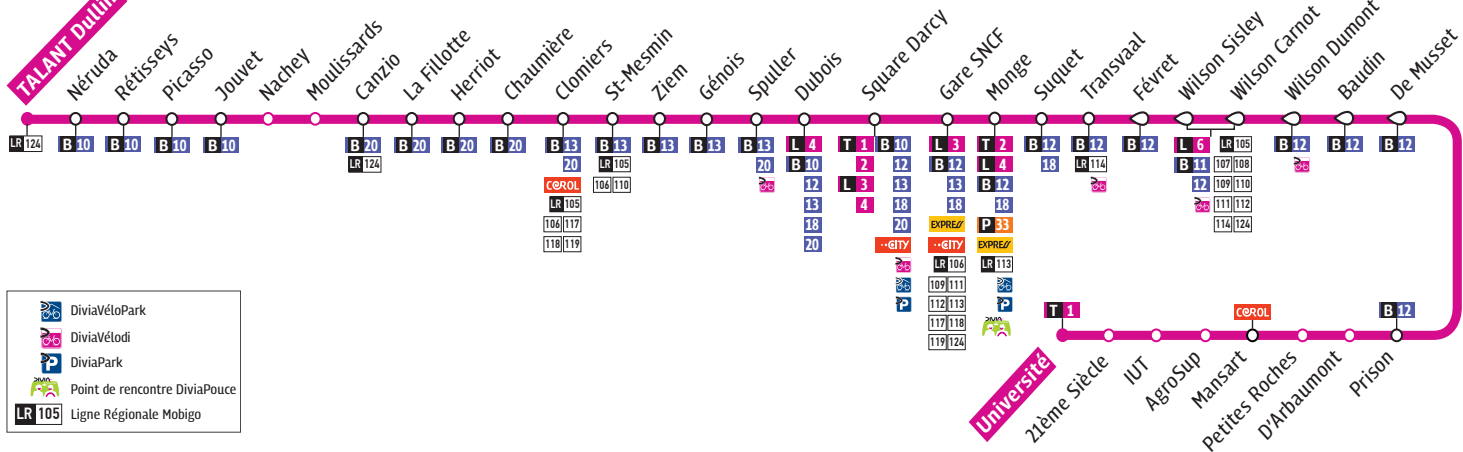 TALANT Dullin
Néruda
Rétisseys
Picasso
Jouvet
Nachey
Moulissards
Canzio
La Fillotte
Herriot
Chaumière
Clomiers
St-Mesmin
Ziem
Génois
Spuller
Dubois
Square Darcy
Gare SNCF
Monge
Suquet
Transvaal
Févret
Wilson Sisley
Wilson Carnot
Wilson Dumont
Baudin
De Musset
LR 124
B 10
B 10
B 10
B 10
B 20
LR 124
B 20
B 20
B 20
B 13
20
COROL
LR 105
106 117
118 119
B 13
LR 105
106 110
B 13
B 13
B 13
20
L 4
B 10
12
13
18
20
T 1
2
L 3
4
B 10
12
13
18
20
CITY
P
L 3
B 12
13
18
EXPRESS
CITY
LR 106
109 111
112 113
117 118
119 124
T 2
L 4
B 12
18
P 33
EXPRESS
LR 113
P
DIVIA
B 12
18
B 12
LR 114
B 12
L 6
B 11
12
LR 105
107 108
109 110
111 112
114 124
B 12
B 12
B 12
T 1
COROL
B 12
Université
21ème Siècle
IUT
AgroSup
Mansart
Petites Roches
D'Arbaumont
Prison
DiviaVéloPark
DiviaVélodi
P DiviaPark
DIVIA Point de rencontre DiviaPouce
LR 105 Ligne Régionale Mobigo